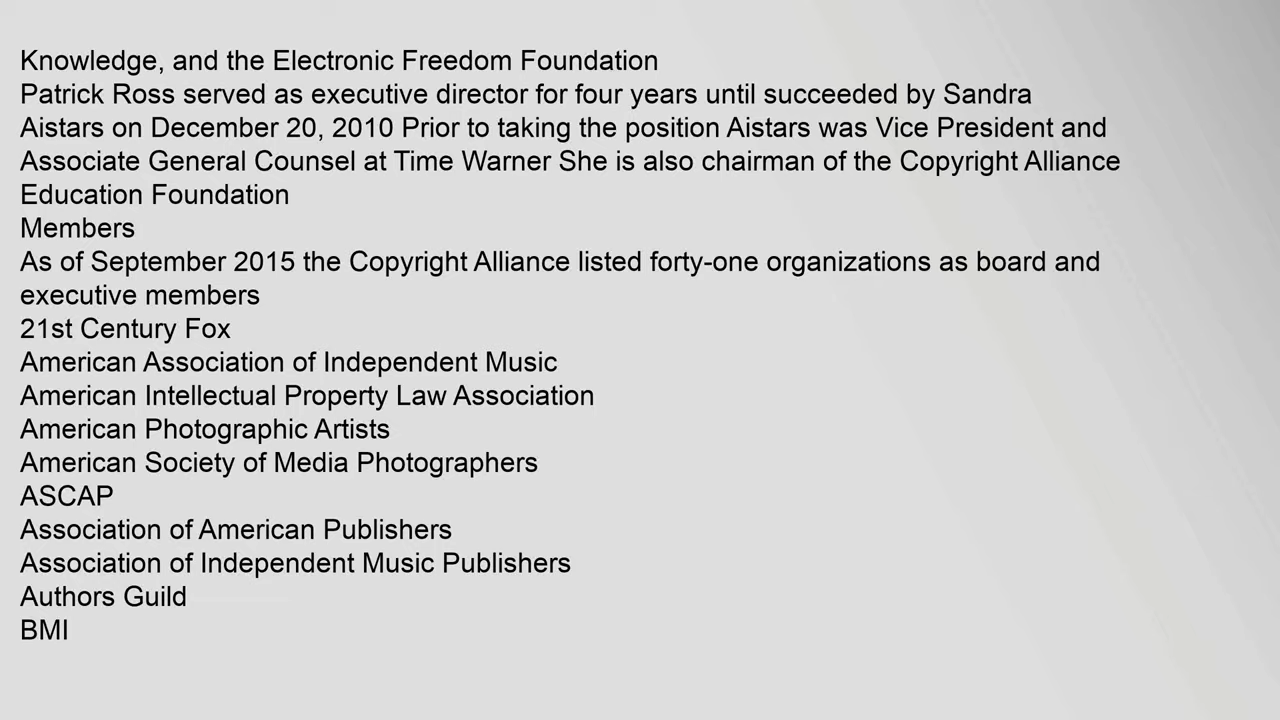 Knowledge, and the Electronic Freedom Foundation
Patrick Ross served as executive director for four years until succeeded by Sandra
Aistars on December 20, 2010 Prior to taking the position Aistars was Vice President and
Associate General Counsel at Time Warner She is also chairman of the Copyright Alliance
Education Foundation
Members
As of September 2015 the Copyright Alliance listed forty-one organizations as board and
executive members
21st Century Fox
American Association of Independent Music
American Intellectual Property Law Association
American Photographic Artists
American Society of Media Photographers
ASCAP
Association of American Publishers
Association of Independent Music Publishers
Authors Guild
BMI